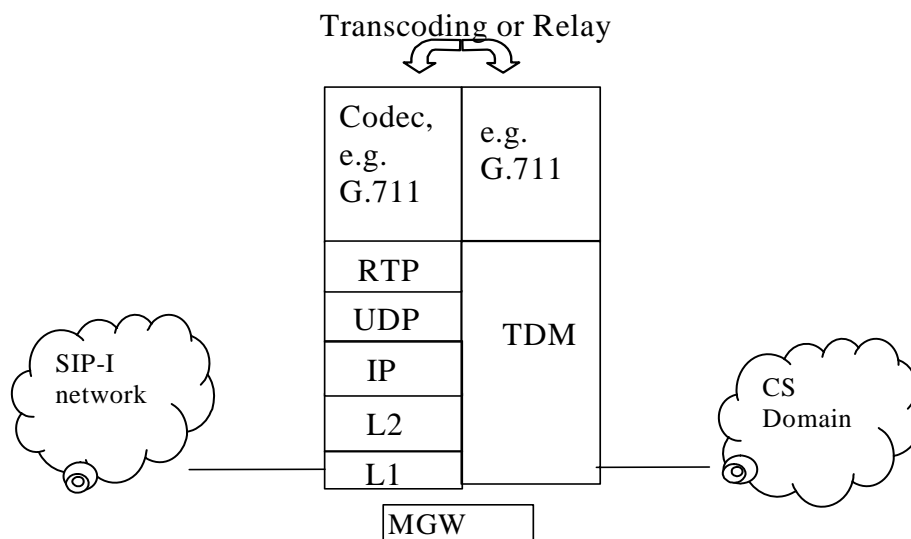 Transcoding or Relay
Codec,
e.g.
G.711
e.g.
G.711
RTP
UDP
IP
L2
L1
TDM
SIP-I
network
CS
Domain
MGW